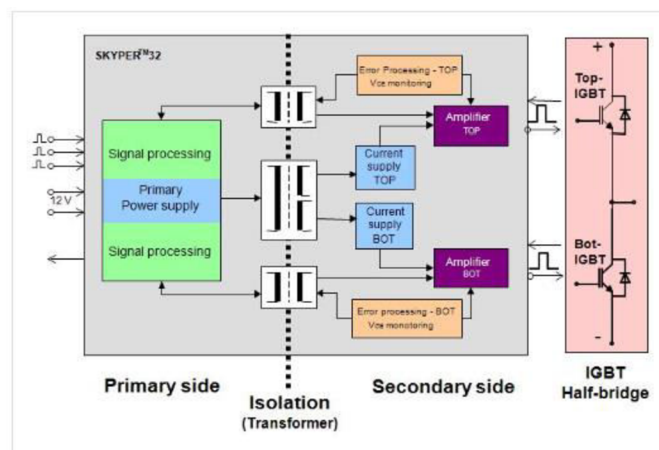 SKYPER™32
Error Processing - TOP
Vce monitoring
Amplifier
TOP
Signal processing
Primary
Power supply
Signal processing
12 V
Current
supply
TOP
Current
supply
BOT
Amplifier
BOT
Error processing - BOT
Vce monotoring
+
Top-
IGBT
Bot-
IGBT
-
Primary side
Isolation
(Transformer)
Secondary side
IGBT
Half-bridge